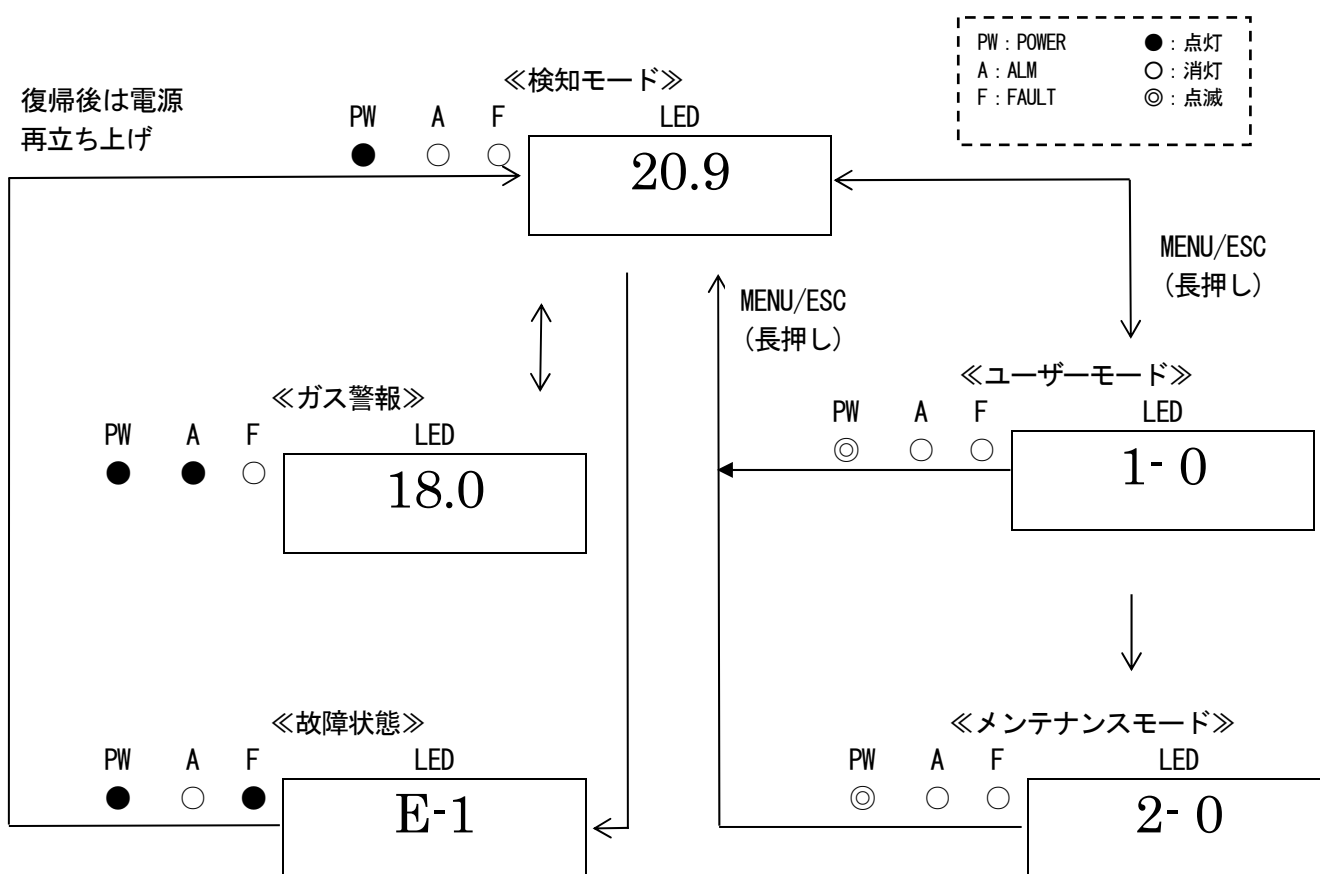 PW：POWER ●：点灯
A：ALM ○：消灯
F：FAULT ◎：点滅
復帰後は電源
再立ち上げ
≪検知モード≫
PW A F LED
● ○ ○ 20.9
MENU/ESC
（長押し）
MENU/ESC
（長押し）
≪ガス警報≫
PW A F LED
● ● ○ 18.0
≪ユーザーモード≫
PW A F LED
◎ ○ ○ 1- 0
≪故障状態≫
PW A F LED
● ○ ● E-1
≪メンテナンスモード≫
PW A F LED
◎ ○ ○ 2- 0